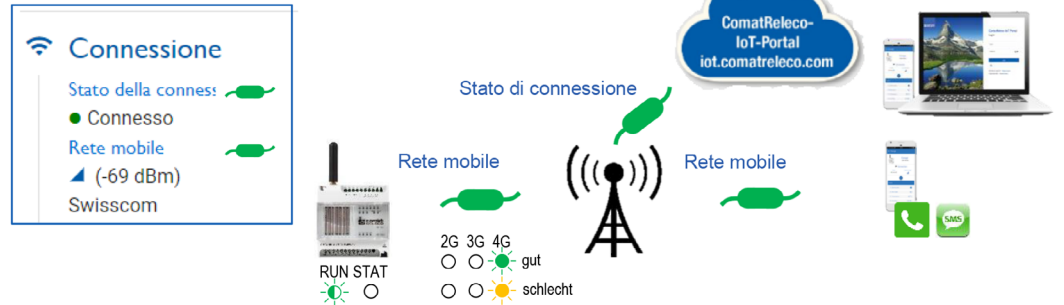 Connessione
Stato della conness
Connesso
Rete mobile
(-69 dBm)
Swisscom
ComatReleco-
IoT-Portal
iot.comatreleco.com
Stato di connessione
Rete mobile
Rete mobile
2G 3G 4G
gut
schlecht
RUN STAT
SMS